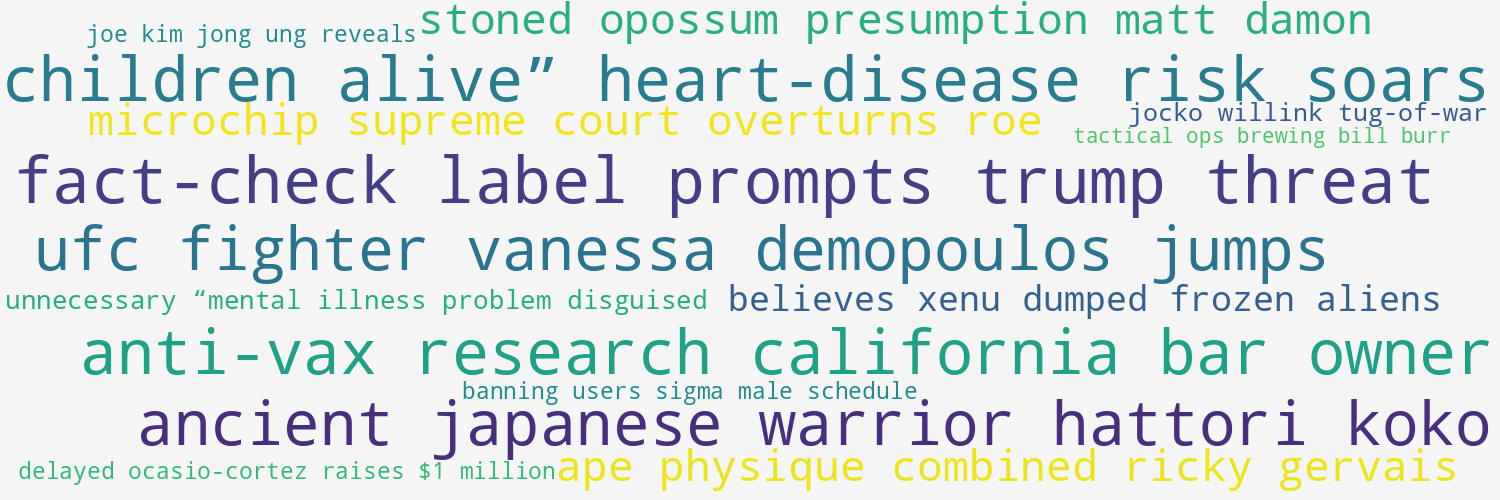 stoned opossum presumption matt damon
joe kim jong ung reveals
children alive” heart-disease risk soars
microchip supreme court overturns roe
jocko willink tug-of-war
tactical ops brewing bill burr
fact-check label prompts trump threat
ufc fighter vanessa demopoulos jumps
unnecessary “mental illness problem disguised
believes xenu dumped frozen aliens
anti-vax research california bar owner
banning users sigma male schedule
ancient japanese warrior hattori koko
delayed ocasio-cortez raises $1 million
ape physique combined ricky gervais